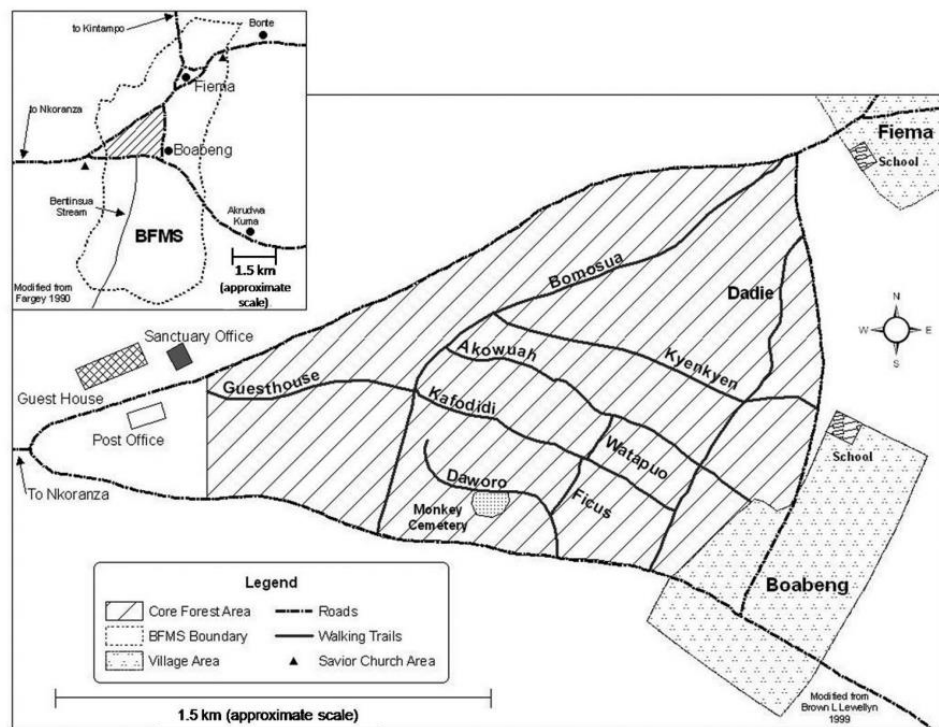 to Kintampo
Bonte
Fiema
to Nkoranza
Boabeng
Bentinsua
Stream
BFMS
Akrudwa
Kuma
1.5 km
(approximate
scale)
Modified from
Fargey 1990
Fiema
School
Bomosua
Dadie
N
W
E
S
Sanctuary Office
Guest House
Post Office
Guesthouse
Akowuah
Kyenkyen
Kafodidi
Watapuo
Daworo
Ficus
Monkey
Cemetery
School
To Nkoranza
Boabeng
Legend
Core Forest Area
Roads
BFMS Boundary
Walking Trails
Village Area
Savior Church Area
1.5 km (approximate scale)
Modified from
Brown L Lewellyn
1999